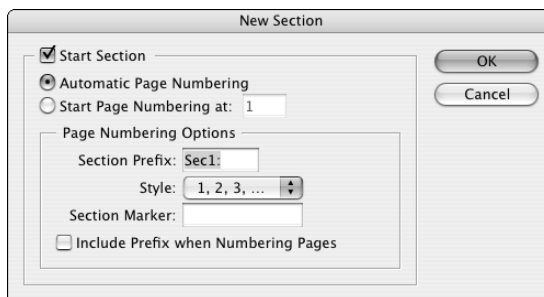 New Section
Start Section
OK
Automatic Page Numbering
Cancel
Start Page Numbering at: 1
Page Numbering Options
Section Prefix: Sec1:
Style: 1, 2, 3, ...
Section Marker:
Include Prefix when Numbering Pages